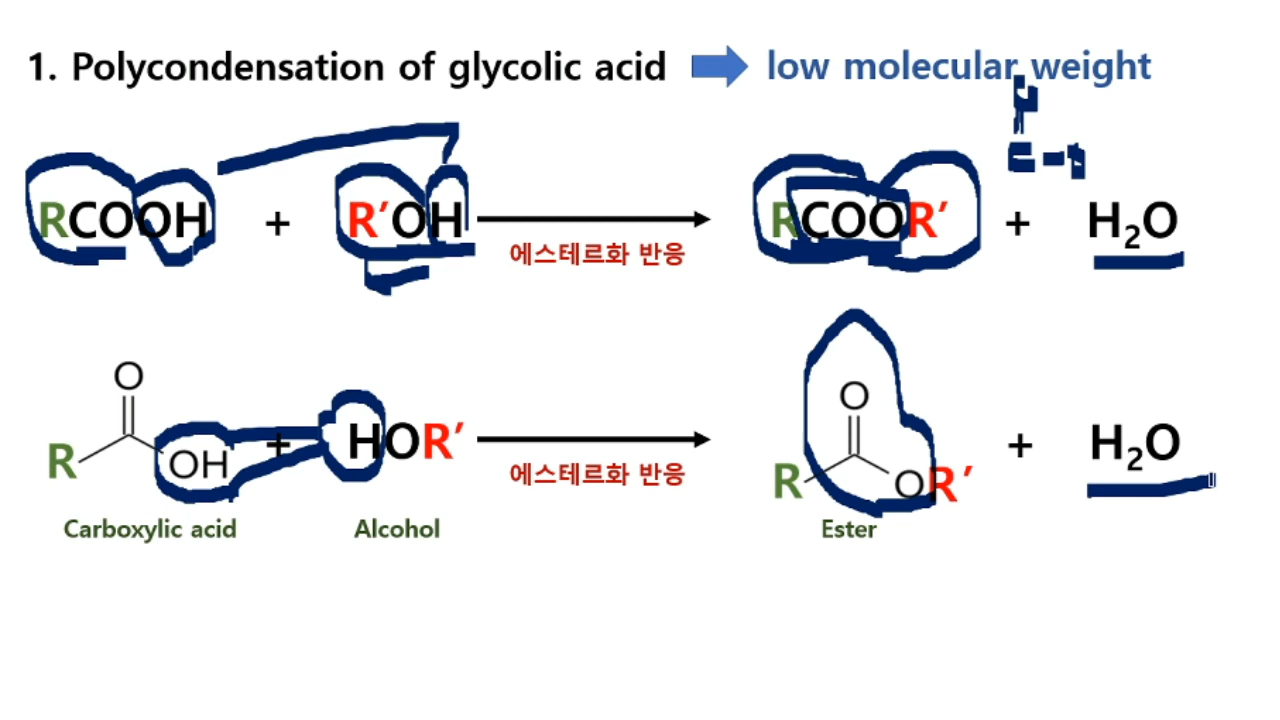 1. Polycondensation of glycolic acid low molecular weight
RCOOH + R′OH 에스테르화 반응 RCOOR′ + H₂O
O O
R OH + HOR′ 에스테르화 반응 R OR′ + H₂O
Carboxylic acid Alcohol Ester